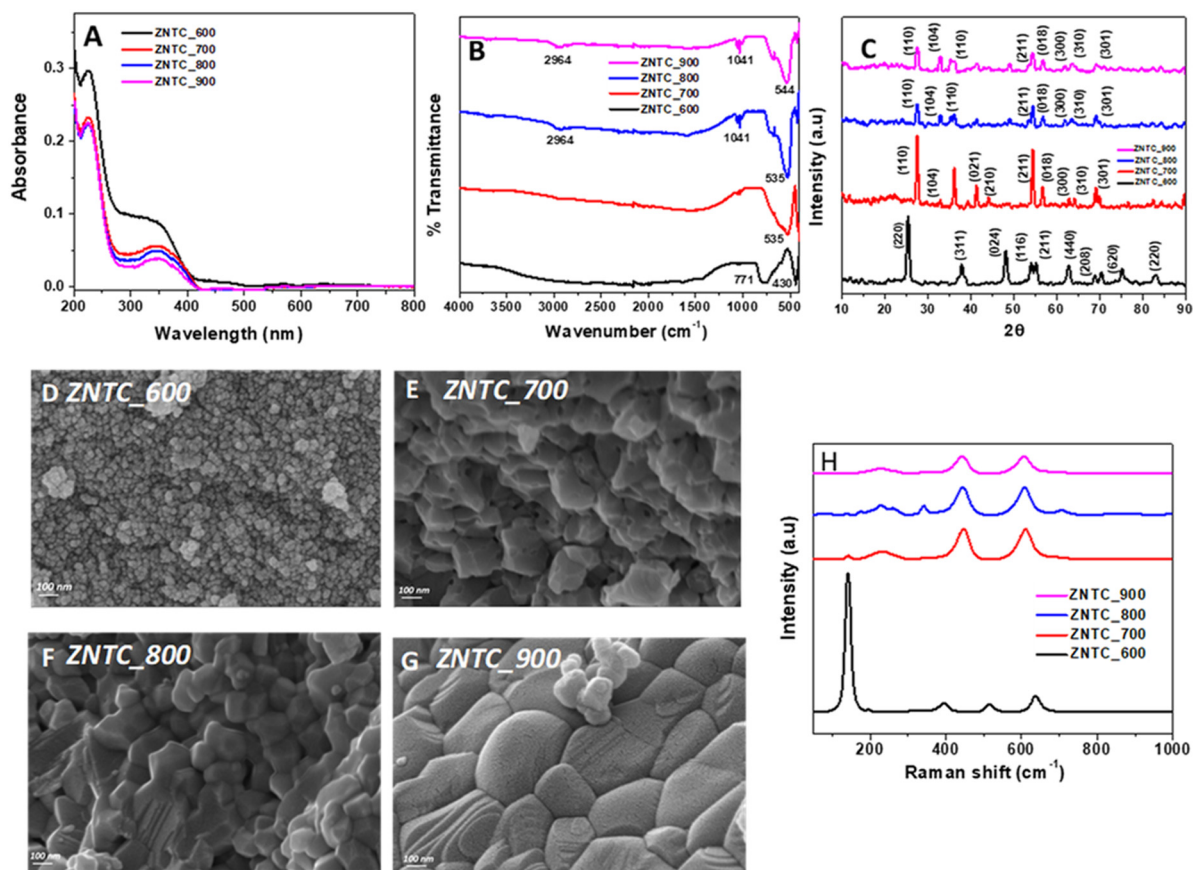 A
ZNTC_600
ZNTC_700
ZNTC_800
ZNTC_900
Absorbance
0.3
0.2
0.1
0.0
200 300 400 500 600 700 800
Wavelength (nm)
B
ZNTC_900
ZNTC_800
ZNTC_700
ZNTC_600
2964
1041
544
2964
1041
535
535
771
430
% Transmittance
4000 3500 3000 2500 2000 1500 1000 500
Wavenumber (cm⁻¹)
C
(110) (104) (110) (211) (018) (300) (310) (301)
(110) (104) (110) (211) (018) (300) (310) (301)
ZNTC_900
ZNTC_800
ZNTC_700
ZNTC_600
(110) (104) (021) (210) (211) (018) (300) (310) (301)
(220) (311) (024) (116) (211) (440) (208) (620) (220)
Intensity (a.u)
10 20 30 40 50 60 70 80 90
2θ
D ZNTC_600
100 nm
E ZNTC_700
100 nm
F ZNTC_800
100 nm
G ZNTC_900
100 nm
H
ZNTC_900
ZNTC_800
ZNTC_700
ZNTC_600
Intensity (a.u)
200 400 600 800 1000
Raman shift (cm⁻¹)